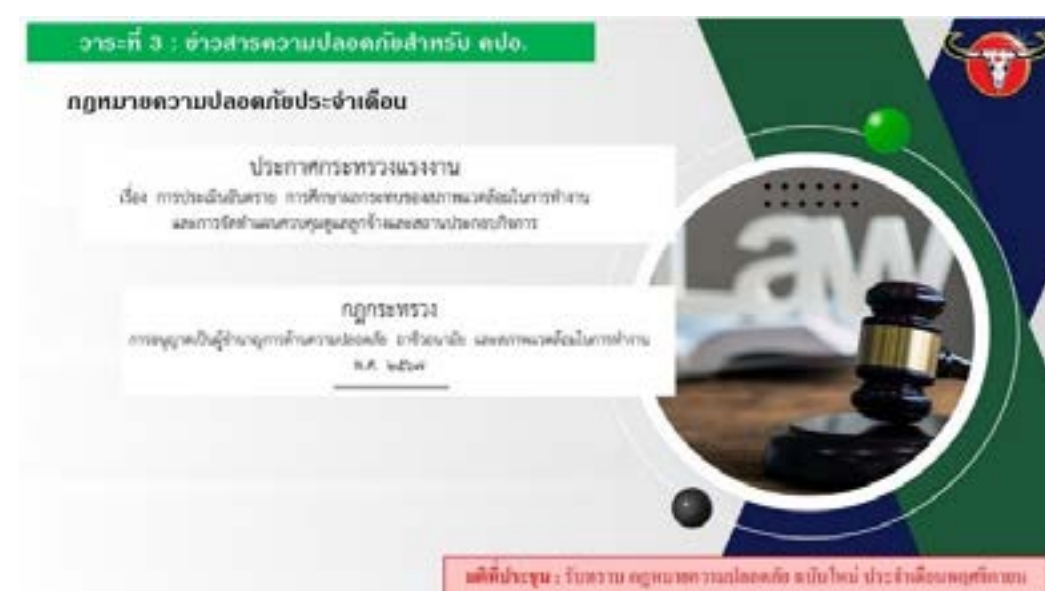 วาระที่ 3 : ข่าวสารความปลอดภัยสำหรับ คปอ.
กฎหมายความปลอดภัยประจำเดือน
ประกาศกระทรวงแรงงาน
เรื่อง การประเมินอันตราย การศึกษาผลกระทบของสภาพแวดล้อมในการทำงาน
และการจัดทำแผนควบคุมดูแลลูกจ้างและสถานประกอบกิจการ
กฎกระทรวง
การอนุญาตเป็นผู้ชำนาญการด้านความปลอดภัย อาชีวอนามัย และสภาพแวดล้อมในการทำงาน
พ.ศ. ๒๕๖๗
Law
มติที่ประชุม : รับทราบ กฎหมายความปลอดภัย ฉบับใหม่ ประจำเดือนพฤศจิกายน